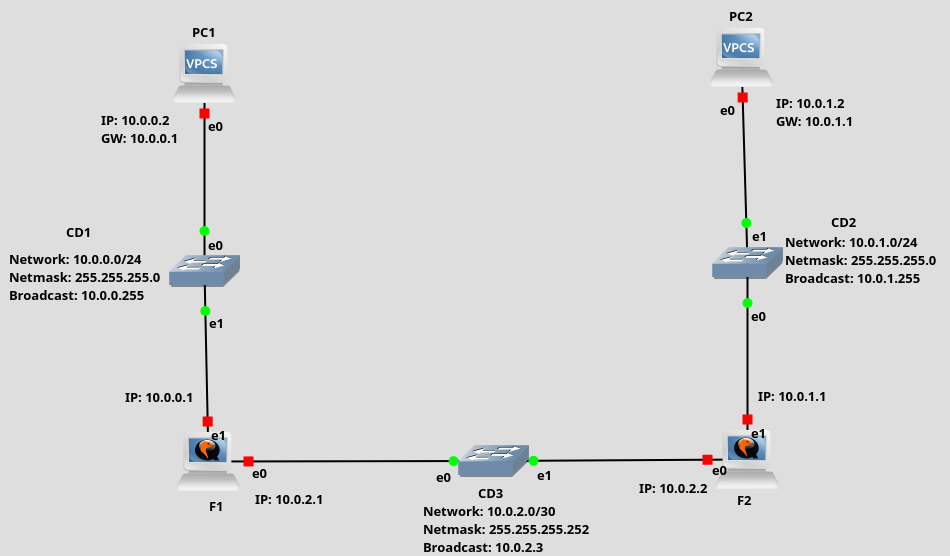 PC1
VPCS
IP: 10.0.0.2
GW: 10.0.0.1
e0
PC2
VPCS
e0
IP: 10.0.1.2
GW: 10.0.1.1
CD1
e0
Network: 10.0.0.0/24
Netmask: 255.255.255.0
Broadcast: 10.0.0.255
e1
CD2
e1
Network: 10.0.1.0/24
Netmask: 255.255.255.0
Broadcast: 10.0.1.255
e0
IP: 10.0.0.1
e1
e0
IP: 10.0.2.1
F1
e0
e1
CD3
Network: 10.0.2.0/30
Netmask: 255.255.255.252
Broadcast: 10.0.2.3
IP: 10.0.1.1
e1
e0
IP: 10.0.2.2
F2